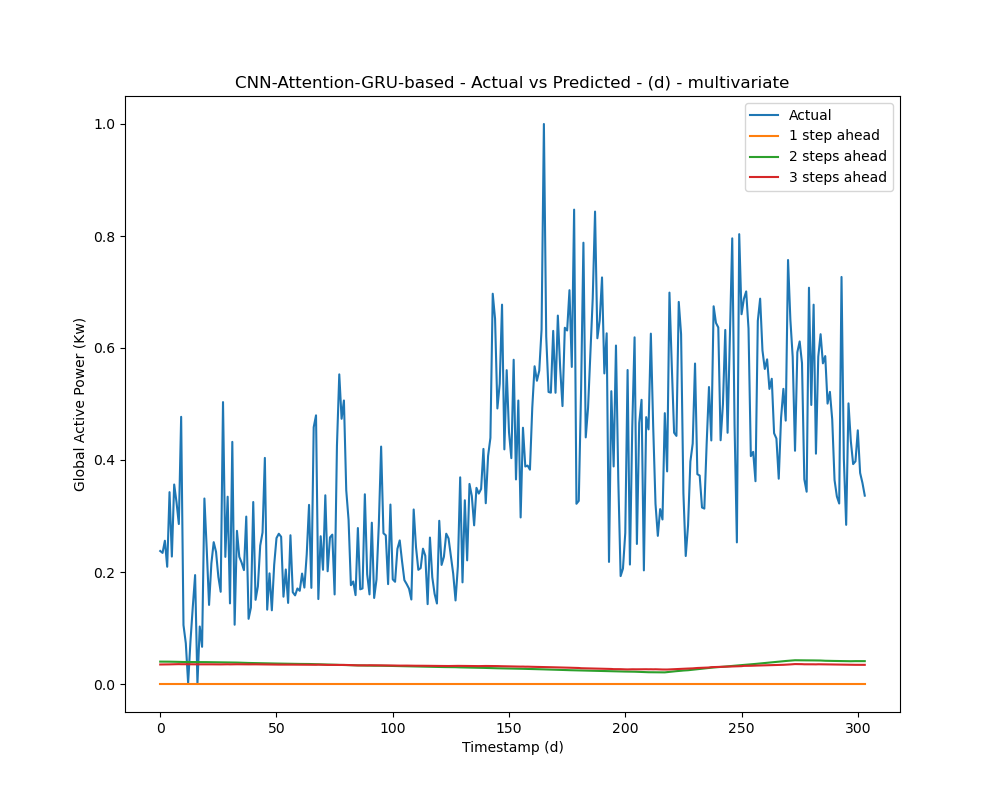 CNN-Attention-GRU-based - Actual vs Predicted - (d) - multivariate
Actual
1 step ahead
2 steps ahead
3 steps ahead
Global Active Power (Kw)
1.0
0.8
0.6
0.4
0.2
0.0
0 50 100 150 200 250 300
Timestamp (d)